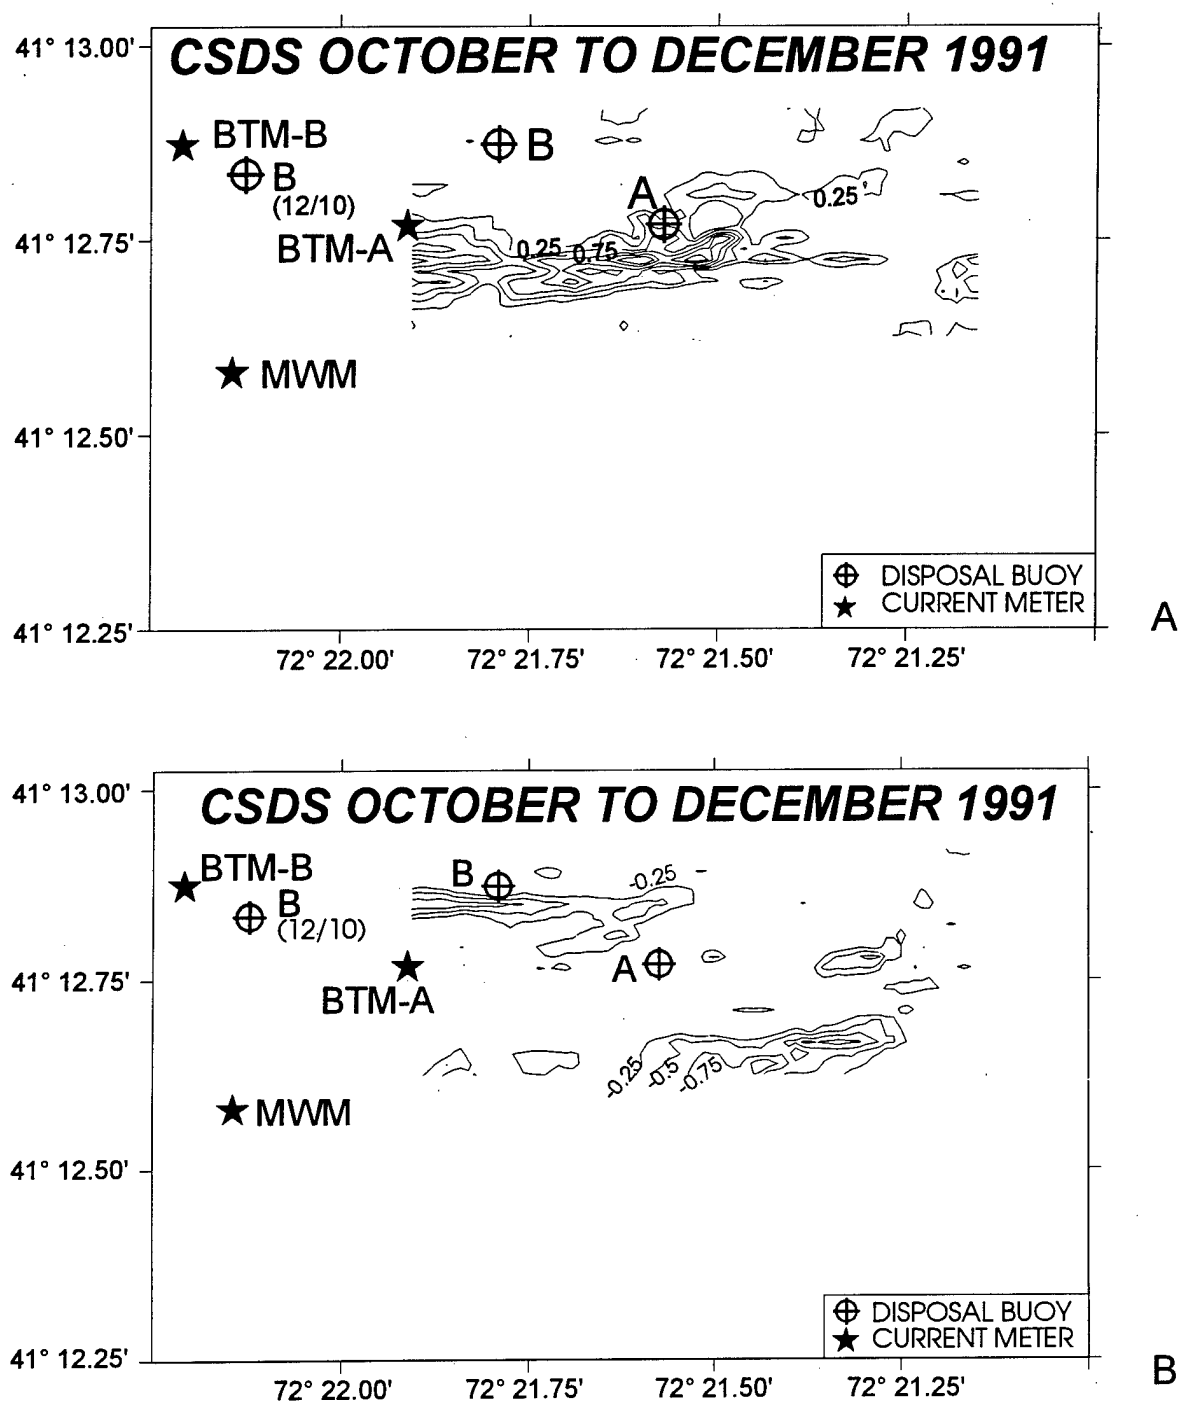 CSDS OCTOBER TO DECEMBER 1991
41° 13.00'
BTM-B
B
B
(12/10)
A
0.25
41° 12.75'
BTM-A
0.25
0.75
MWM
41° 12.50'
DISPOSAL BUOY
CURRENT METER
41° 12.25'
A
72° 22.00'
72° 21.75'
72° 21.50'
72° 21.25'
CSDS OCTOBER TO DECEMBER 1991
41° 13.00'
BTM-B
B
-0.25
B
(12/10)
A
41° 12.75'
BTM-A
-0.25
-0.5
-0.75
MWM
41° 12.50'
DISPOSAL BUOY
CURRENT METER
41° 12.25'
B
72° 22.00'
72° 21.75'
72° 21.50'
72° 21.25'